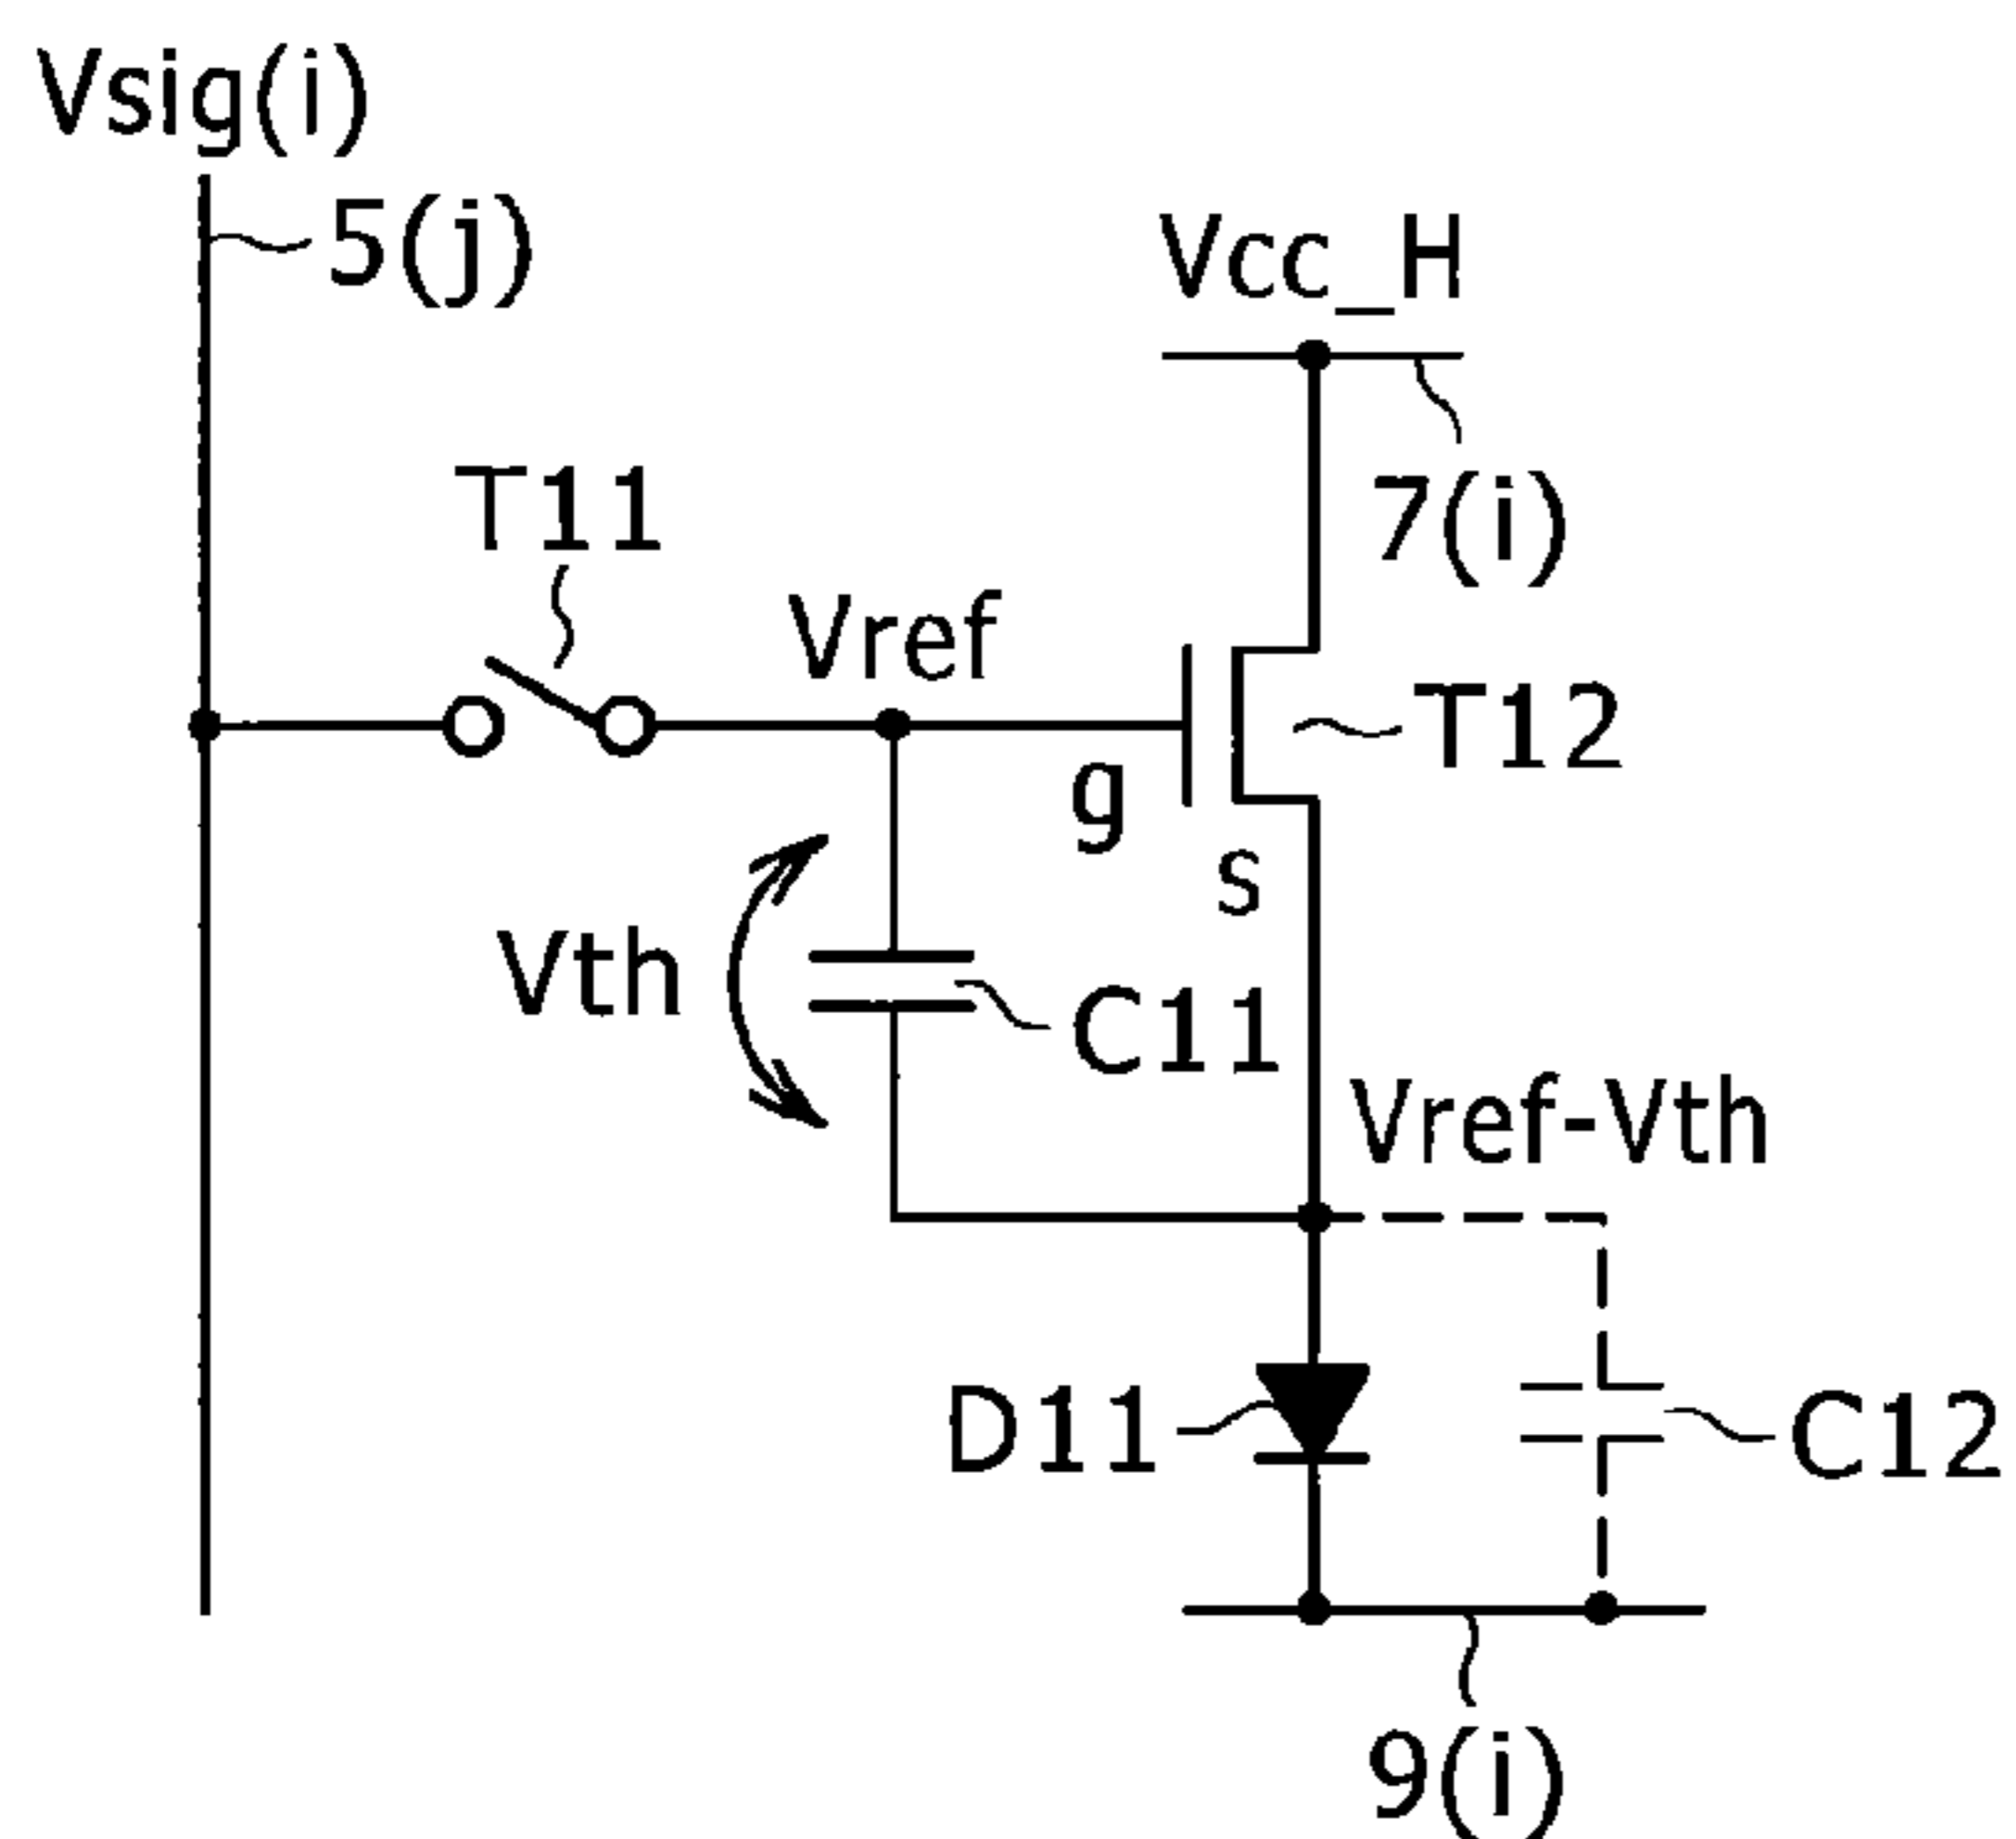 Vsig(i)
5(j)
Vcc_H
7(i)
T11
Vref
T12
g
s
Vth
C11
Vref-Vth
D11
C12
9(i)